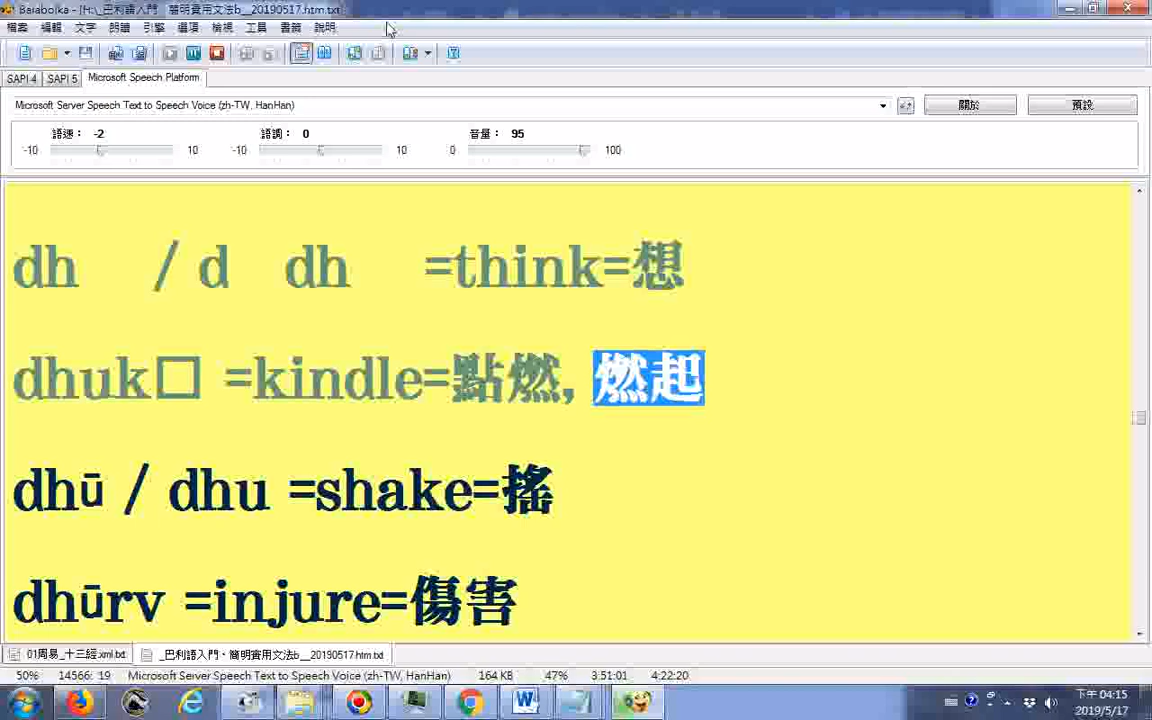 Balabolka - [H:\_巴利語入門‧簡明實用文法b__20190517.htm.txt]
檔案 編輯 文字 朗讀 引擎 選項 檢視 工具 書籤 說明
SAPI 4 SAPI 5 Microsoft Speech Platform
Microsoft Server Speech Text to Speech Voice (zh-TW, HanHan) 關於 預設
語速: -2 語調: 0 音量: 95
-10 10 -10 10 0 100
dh / d dh =think=想
dhuk□ =kindle=點燃, 燃起
dhū / dhu =shake=搖
dhūrv =injure=傷害
01周易_十三經.xml.txt _巴利語入門‧簡明實用文法b__20190517.htm.txt
50% 14566: 19 Microsoft Server Speech Text to Speech Voice (zh-TW, HanHan) 164 KB 47% 3:51:01 4:22:20
下午 04:15
2019/5/17